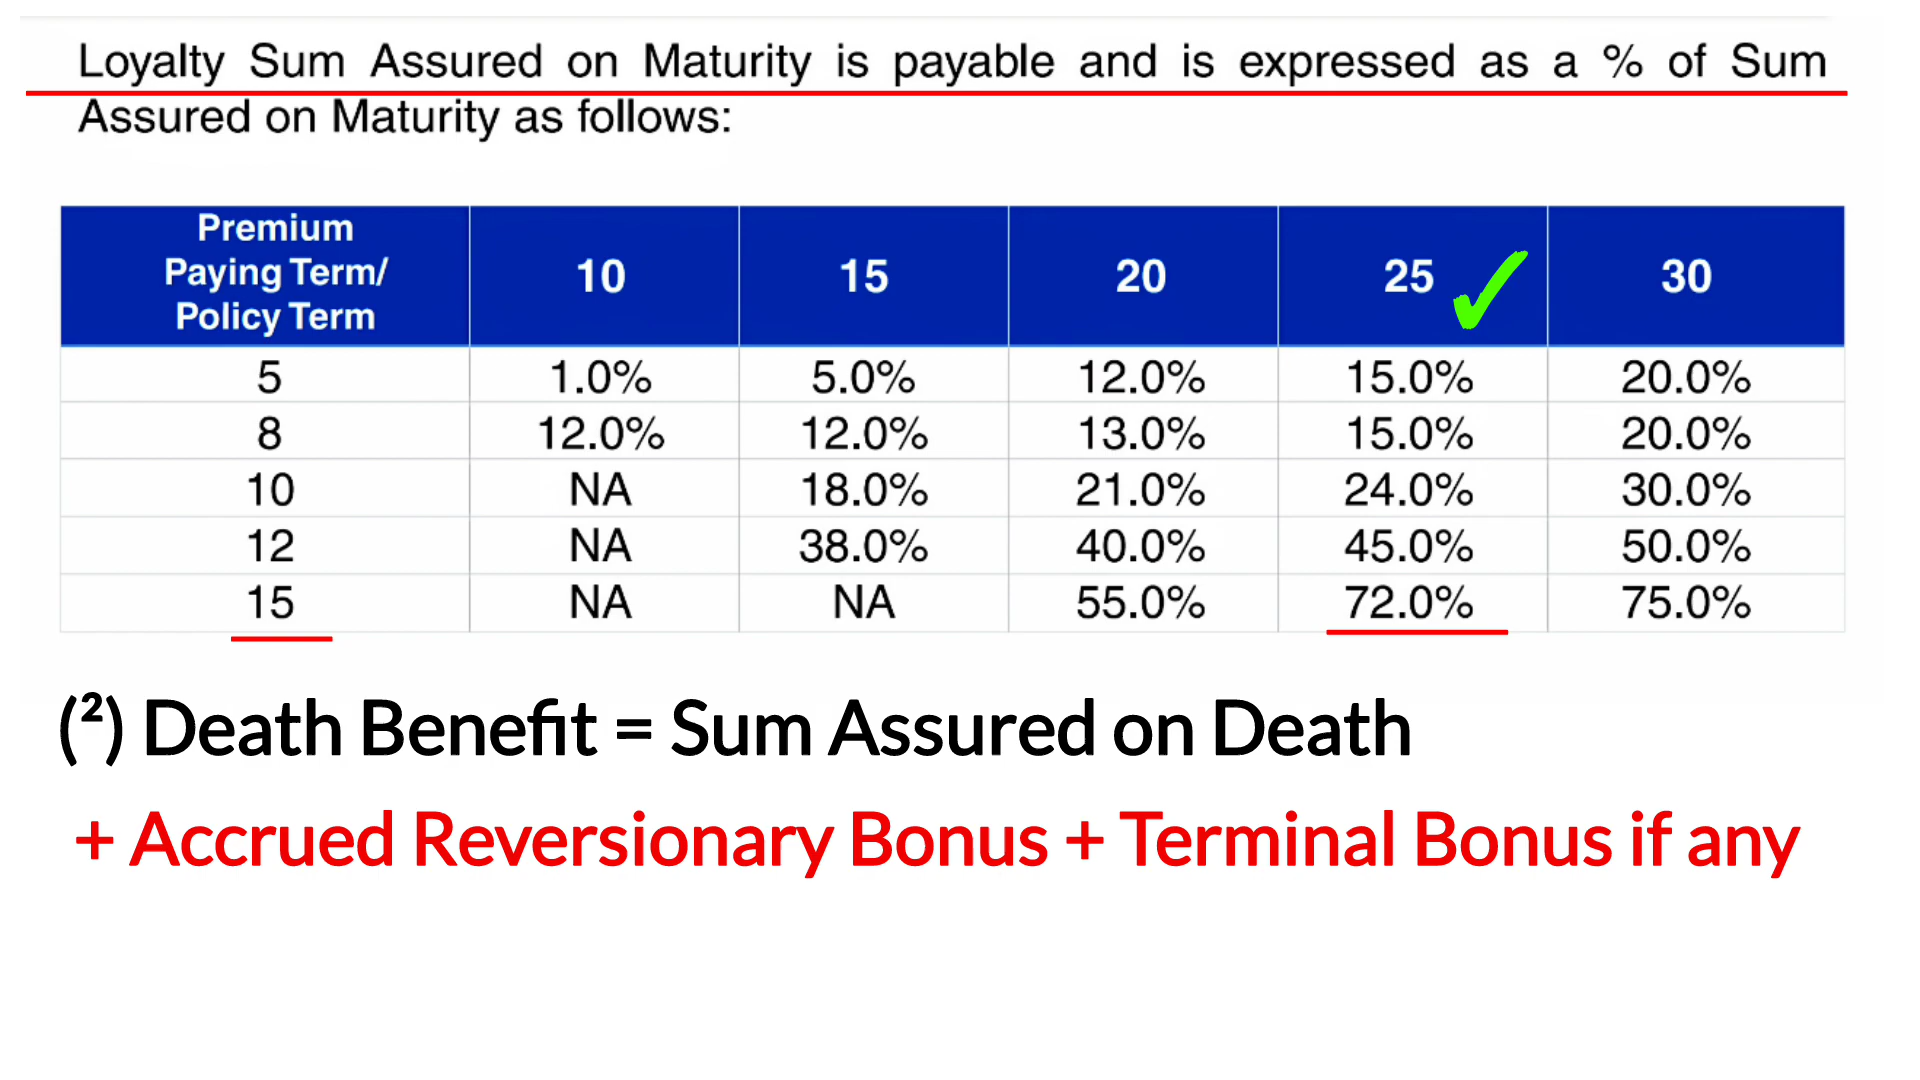 Loyalty Sum Assured on Maturity is payable and is expressed as a % of Sum
Assured on Maturity as follows:
Premium
Paying Term/
Policy Term
10 15 20 25 30
5 1.0% 5.0% 12.0% 15.0% 20.0%
8 12.0% 12.0% 13.0% 15.0% 20.0%
10 NA 18.0% 21.0% 24.0% 30.0%
12 NA 38.0% 40.0% 45.0% 50.0%
15 NA NA 55.0% 72.0% 75.0%
(²) Death Benefit = Sum Assured on Death
+ Accrued Reversionary Bonus + Terminal Bonus if any